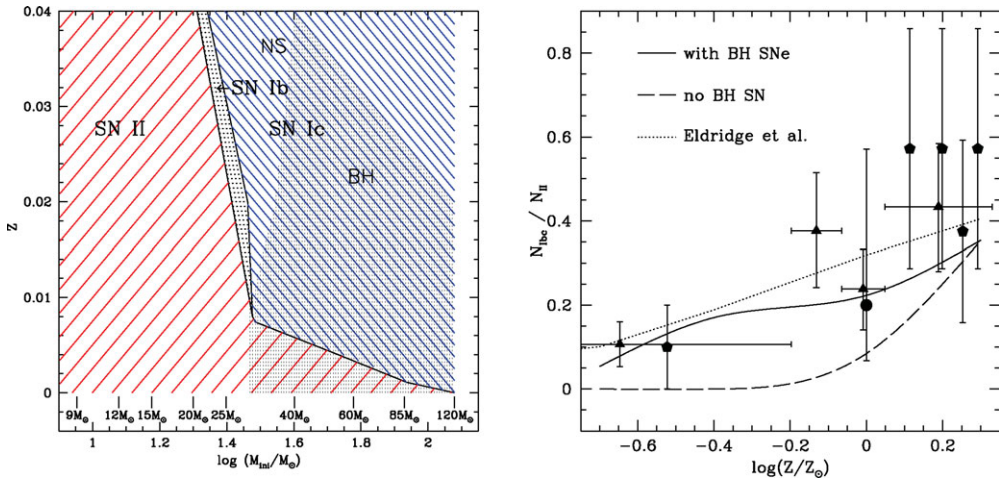 0.04
0.03
0.02
0.01
0
Z
NS
←SN Ib
SN II
SN Ic
BH
9M⊙ 12M⊙ 15M⊙ 20M⊙ 25M⊙ 40M⊙ 60M⊙ 85M⊙ 120M⊙
1 1.2 1.4 1.6 1.8 2
log (M_ini/M⊙)
0.8
0.6
0.4
0.2
0
N_Ibc / N_II
with BH SNe
no BH SN
Eldridge et al.
−0.6 −0.4 −0.2 0 0.2
log(Z/Z⊙)